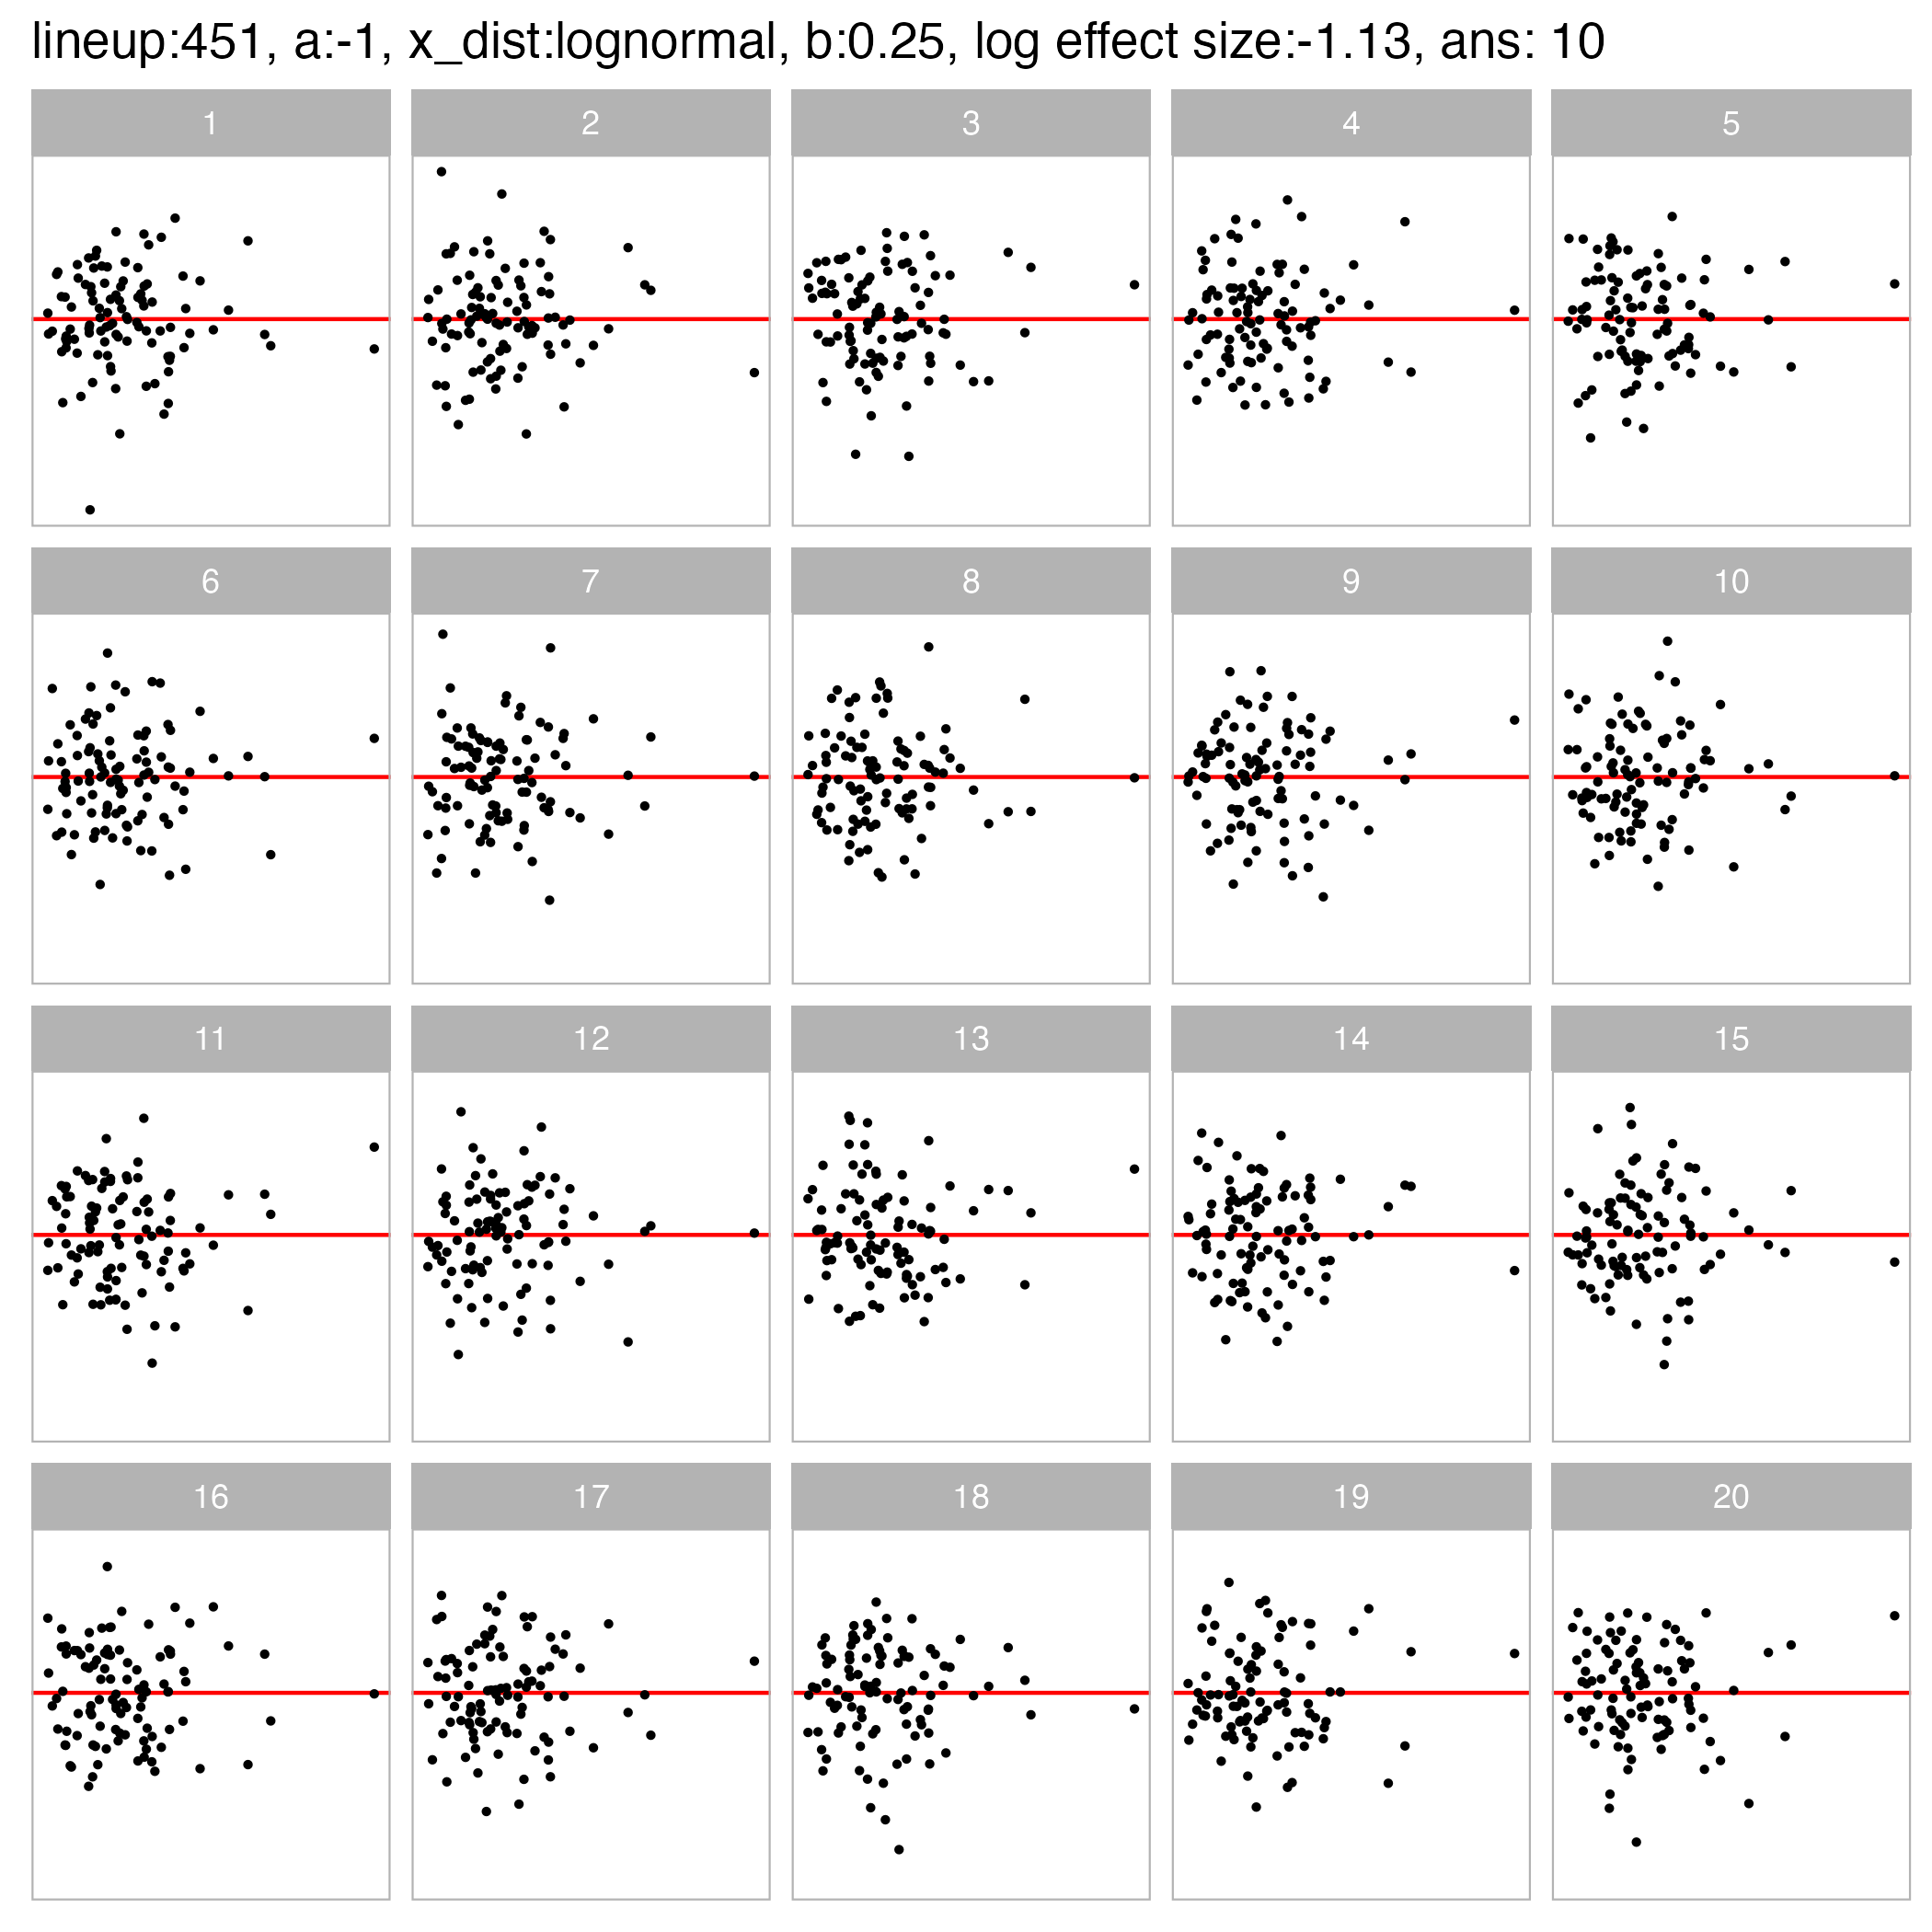 lineup:451, a:-1, x_dist:lognormal, b:0.25, log effect size:-1.13, ans: 10
1 2 3 4 5
6 7 8 9 10
11 12 13 14 15
16 17 18 19 20